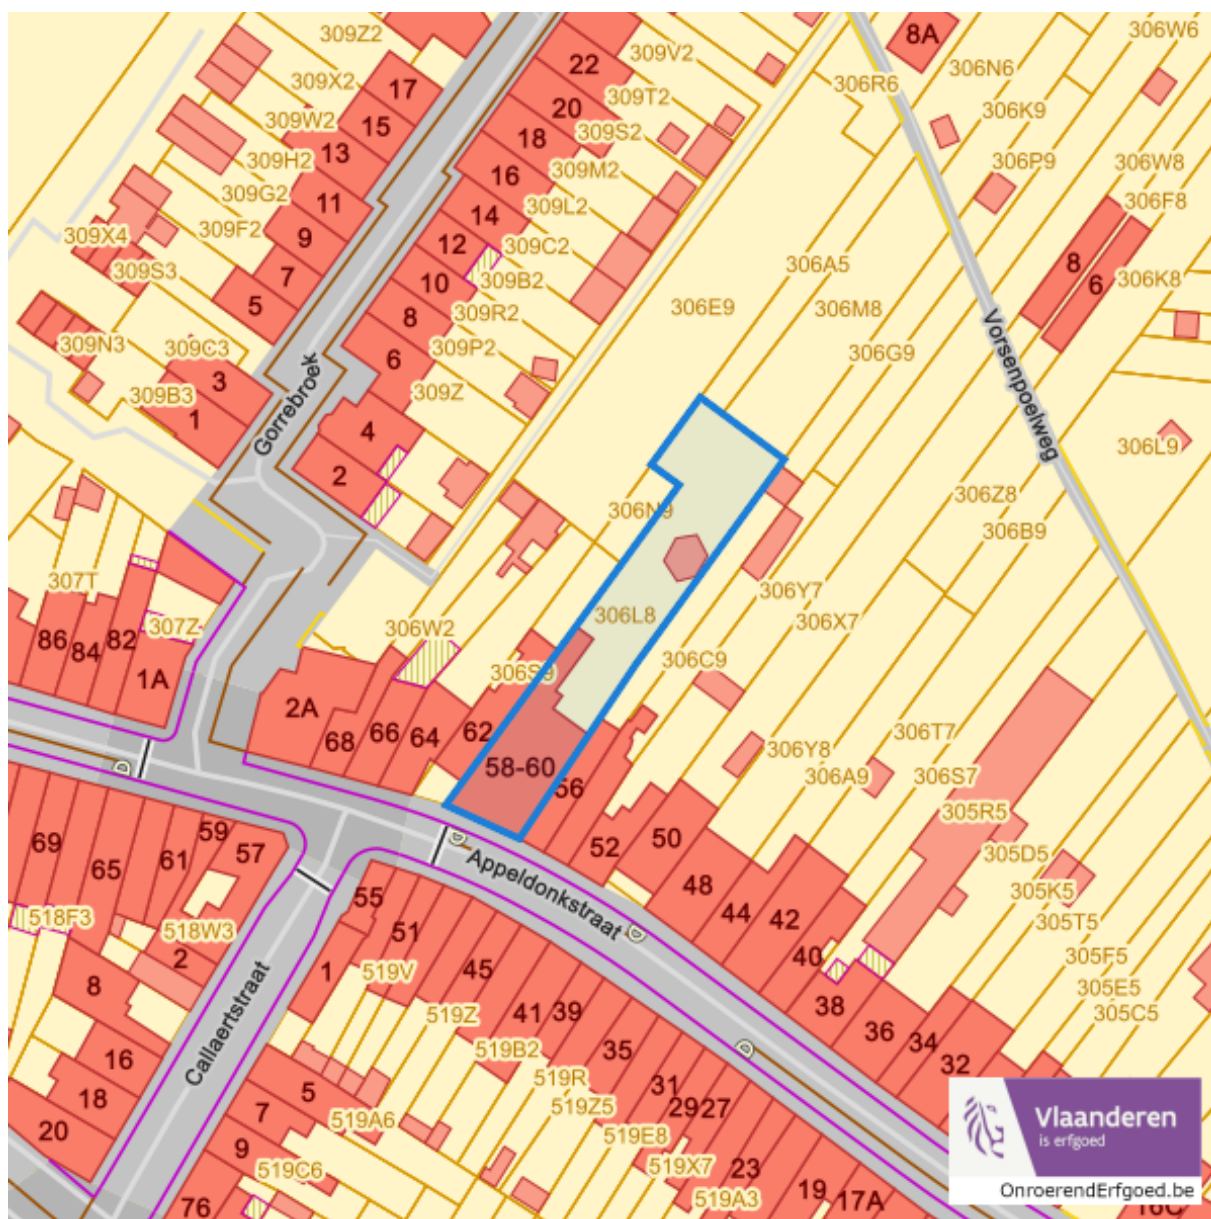 309Z2
309V2
8A
306W6
22
306N6
306R6
309X2
17
309T2
20
306K9
309W2
15
18
309S2
13
309H2
306P9
306W8
16
309M2
309G2
306F8
11
309L2
14
309F2
309X4
9
12
309C2
306A5
8
309S3
7
10
309B2
6
306K8
5
306E9
306M8
8
309R2
Vorsenpoelweg
309N3
309C3
309P2
306G9
6
3
Gorrebroek
309B3
309Z
1
4
306L9
2
306Z8
306N9
306B9
307T
306Y7
306L8
307Z
306X7
306W2
86
84
82
306S9
306C9
1A
2A
68
66
64
62
306T7
306Y8
58-60
306A9
306S7
56
305R5
69
65
61
59
57
52
50
305D5
Appeldonkstraat
48
305K5
55
44
42
305T5
518F3
518W3
51
2
40
305F5
1
519V
45
8
305E5
38
305C5
519Z
41
39
36
34
Callaertstraat
16
519B2
35
32
519R
31
18
5
29
27
7
519Z5
519A6
20
519E8
9
23
519C6
519X7
76
519A3
19
17A
16C
Vlaanderen
is erfgoed
OnroerendErfgoed.be